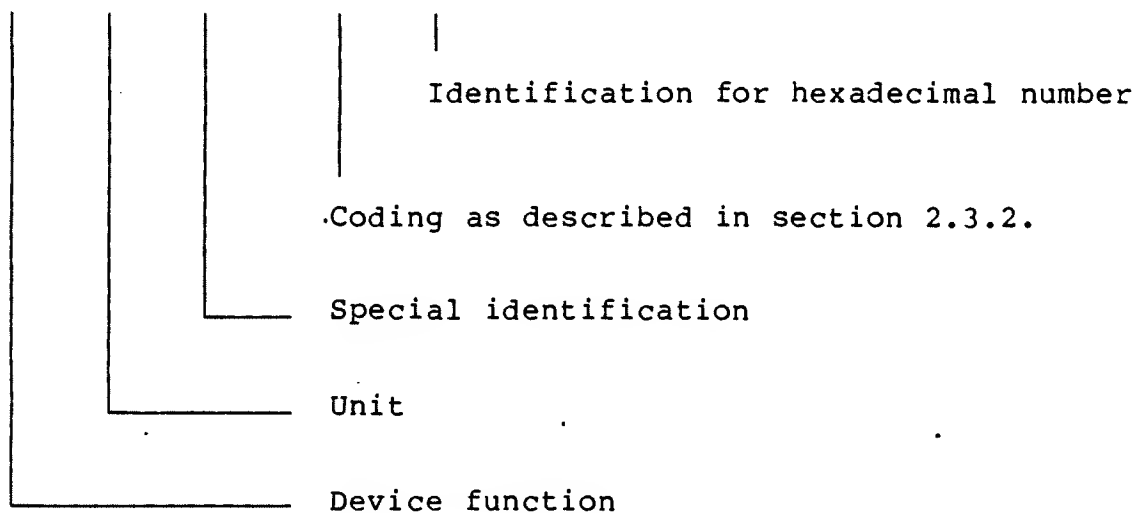 Identification for hexadecimal number
Coding as described in section 2.3.2.
Special identification
Unit
Device function